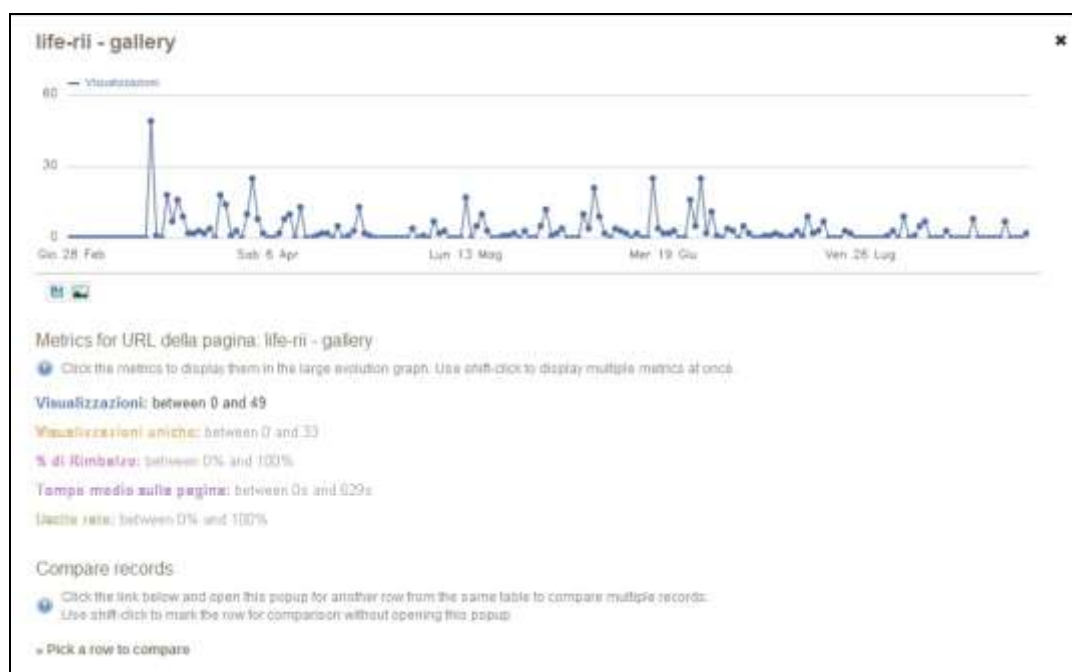 life-rii - gallery
Visualizzazioni
60
30
0
Gio 28 Feb Sab 6 Apr Lun 13 Mag Mer 19 Giu Ven 26 Lug
Metrics for URL della pagina: life-rii - gallery
Click the metrics to display them in the large evolution graph. Use shift-click to display multiple metrics at once.
Visualizzazioni: between 0 and 49
Visualizzazioni uniche: between 0 and 33
% di Rimbalzo: between 0% and 100%
Tempo medio sulla pagina: between 0s and 629s
Uscite rate: between 0% and 100%
Compare records
Click the link below and open this popup for another row from the same table to compare multiple records.
Use shift-click to mark the row for comparison without opening this popup.
» Pick a row to compare